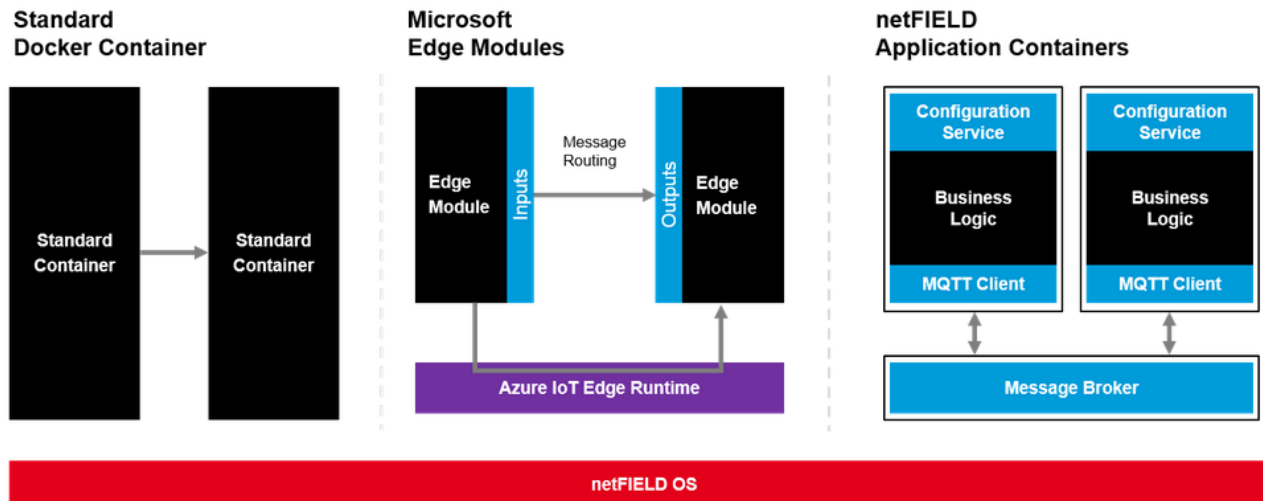 Standard
Docker Container
Microsoft
Edge Modules
netFIELD
Application Containers
Standard
Container
Standard
Container
Edge
Module
Inputs
Message
Routing
Outputs
Edge
Module
Azure IoT Edge Runtime
Configuration
Service
Business
Logic
MQTT Client
Configuration
Service
Business
Logic
MQTT Client
Message Broker
netFIELD OS